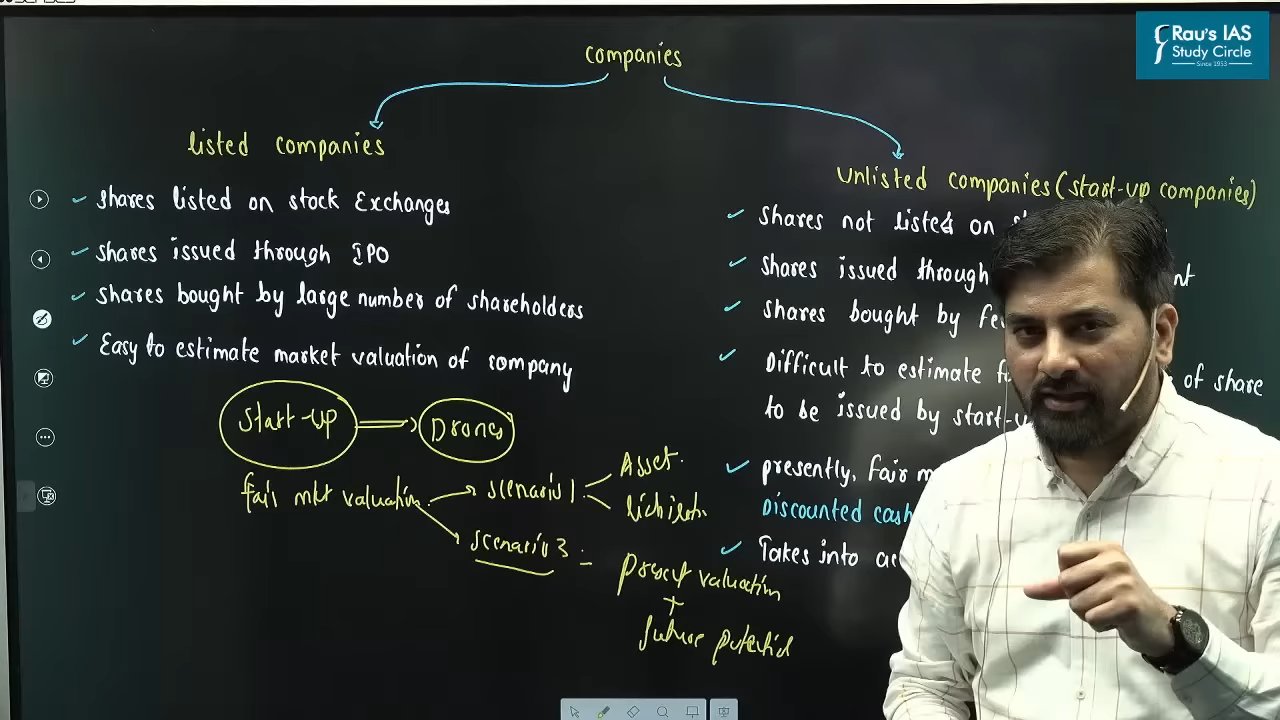 Rau's IAS
Study Circle
Since 1953
companies
listed companies
shares listed on stock Exchanges
shares issued through IPO
shares bought by large number of shareholders
Easy to estimate market valuation of company
Start-up
Drones
fair mkt valuation
scenario 1
Asset
scenario 2
present valuation
+
future potential
unlisted companies (start-up companies)
shares not listed on
shares issued through
shares bought by
Difficult to estimate of share
to be issued by start-u
presently, fair m
Discounted cash
Takes into